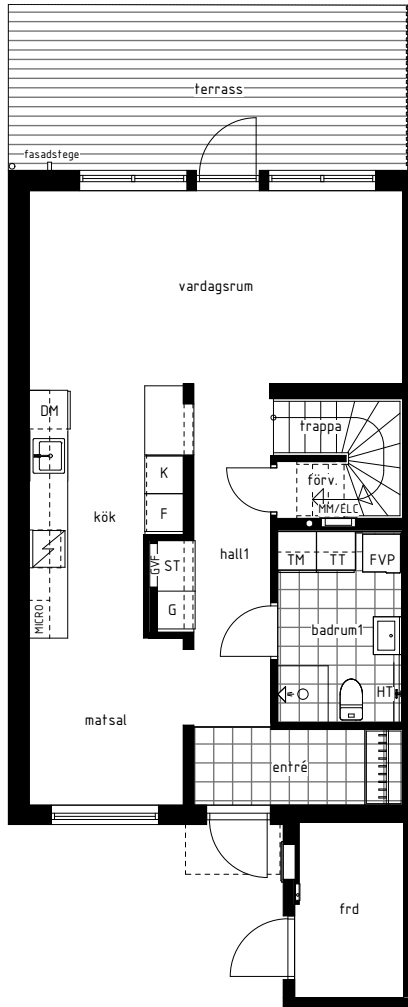 terrass
fasadstege
vardagsrum
DM
trappa
K
förv.
F
MM/ELC
kök
hall1
GVF
ST
TM
TT
FVP
G
MICRO
badrum1
HT
matsal
entré
frd